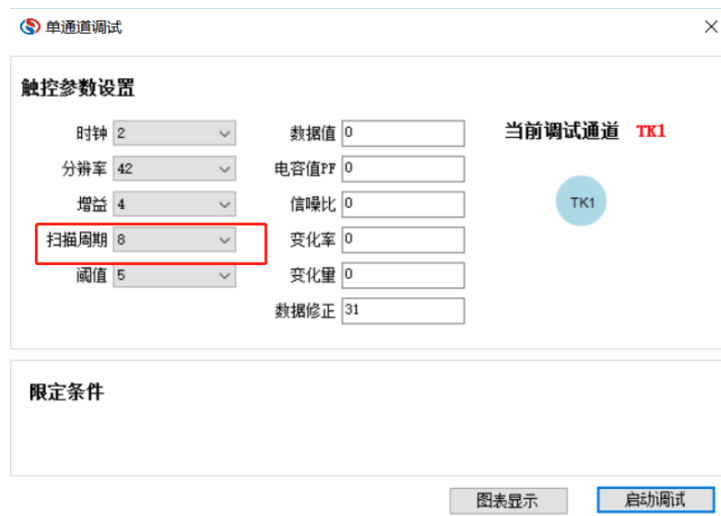 单通道调试
触控参数设置
时钟 2
分辨率 42
增益 4
扫描周期 8
阈值 5
数据值 0
电容值PF 0
信噪比 0
变化率 0
变化量 0
数据修正 31
当前调试通道 TK1
TK1
限定条件
图表显示
启动调试